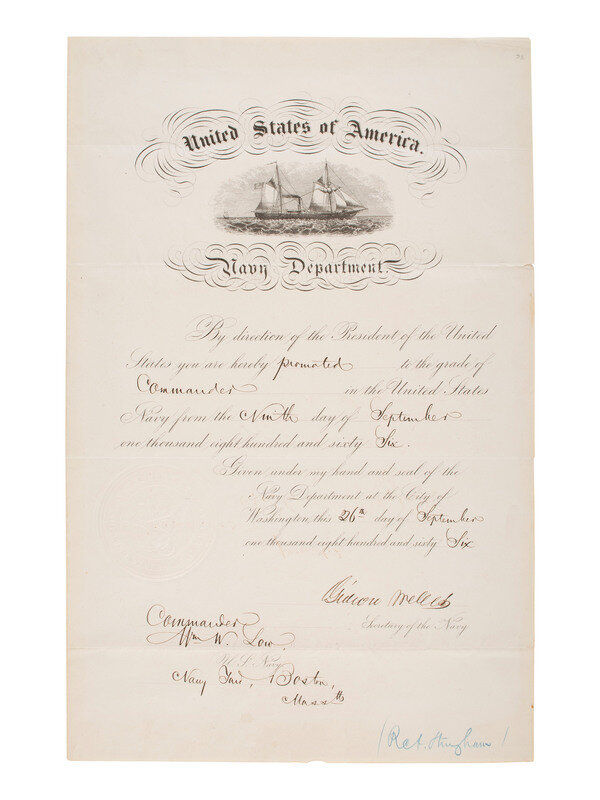 United States of America.
Navy Department.
By direction of the President of the United
States you are hereby promoted to the grade of
Commander in the United States
Navy from the Ninth day of September
one thousand eight hundred and sixty Six.
Given under my hand and seal of the
Navy Department at the City of
Washington, this 26th day of September
one thousand eight hundred and sixty Six
Gideon Welles
Secretary of the Navy
Commander
Wm W. Low,
U. S. Navy
Navy Yard, Boston,
Mass